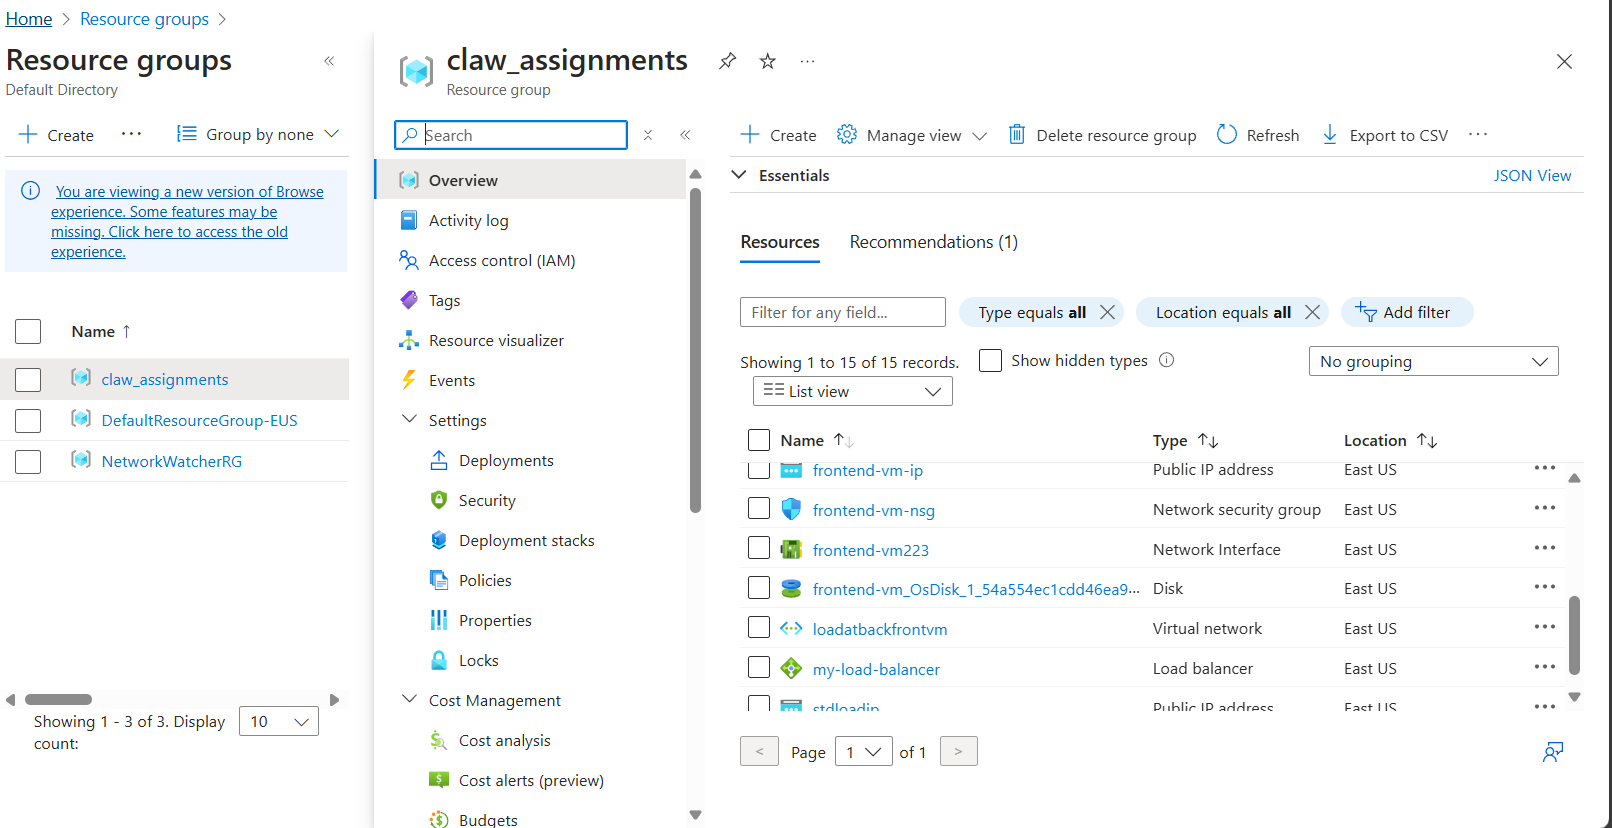 Home > Resource groups >
Resource groups
Default Directory
Create
Group by none
You are viewing a new version of Browse
experience. Some features may be
missing. Click here to access the old
experience.
Name ↑
claw_assignments
DefaultResourceGroup-EUS
NetworkWatcherRG
Showing 1 - 3 of 3. Display
count:
10
claw_assignments
Resource group
Search
Overview
Activity log
Access control (IAM)
Tags
Resource visualizer
Events
Settings
Deployments
Security
Deployment stacks
Policies
Properties
Locks
Cost Management
Cost analysis
Cost alerts (preview)
Budgets
Create
Manage view
Delete resource group
Refresh
Export to CSV
Essentials
JSON View
Resources
Recommendations (1)
Filter for any field...
Type equals all
Location equals all
Add filter
Showing 1 to 15 of 15 records.
Show hidden types
No grouping
List view
Name ↑↓ Type ↑↓ Location ↑↓
frontend-vm-ip Public IP address East US
frontend-vm-nsg Network security group East US
frontend-vm223 Network Interface East US
frontend-vm_OsDisk_1_54a554ec1cdd46ea9... Disk East US
loadatbackfrontvm Virtual network East US
my-load-balancer Load balancer East US
stdloadip Public IP address East US
< Page 1 of 1 >